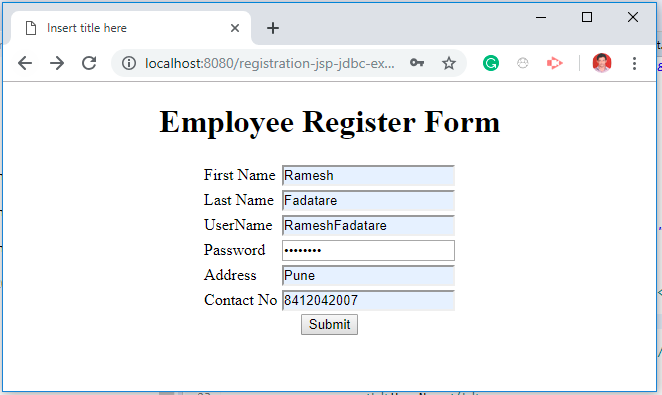 Insert title here
localhost:8080/registration-jsp-jdbc-ex...
Employee Register Form
First Name Ramesh
Last Name Fadatare
UserName RameshFadatare
Password ••••••••
Address Pune
Contact No 8412042007
Submit